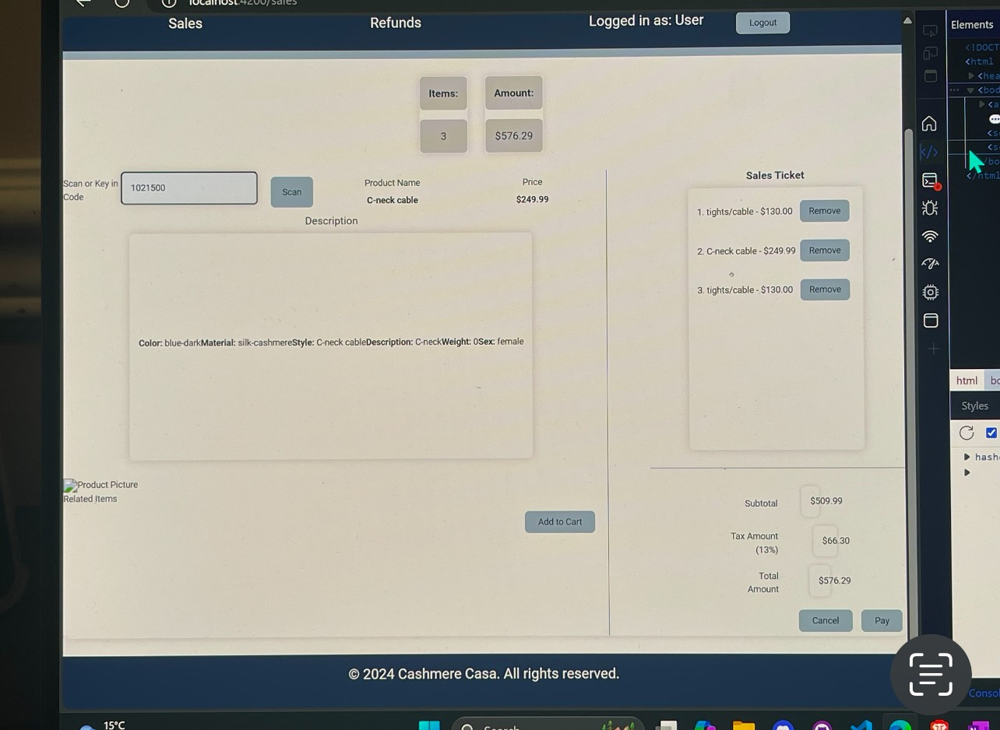 localhost:4200/sales
Sales Refunds Logged in as: User Logout
Items: Amount:
3 $576.29
Scan or Key in Code
1021500
Scan
Product Name
C-neck cable
Price
$249.99
Description
Color: blue-darkMaterial: silk-cashmereStyle: C-neck cableDescription: C-neckWeight: 0Sex: female
Product Picture
Related Items
Add to Cart
Sales Ticket
1. tights/cable - $130.00 Remove
2. C-neck cable - $249.99 Remove
3. tights/cable - $130.00 Remove
Subtotal $509.99
Tax Amount
(13%)
$66.30
Total
Amount
$576.29
Cancel Pay
© 2024 Cashmere Casa. All rights reserved.
Elements
<!DOCT
<html
<hea
<bod
<a
<s
<s
/bo
</html
html bo
Styles
hash
Conso
15°C
Search